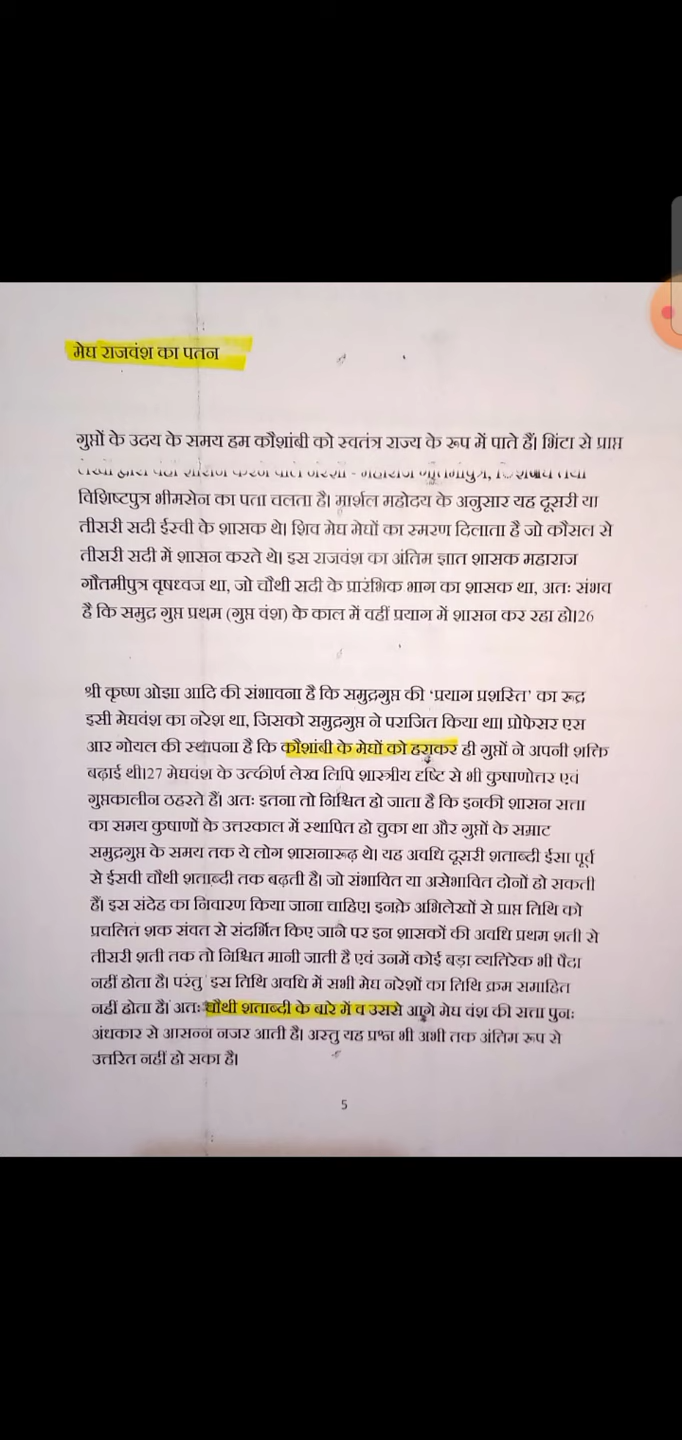 मेघ राजवंश का पतन
गुप्तों के उदय के समय हम कौशांबी को स्वतंत्र राज्य के रूप में पाते हैं। भिंटा से प्राप्त
विशिष्टपुत्र भीमसेन का पता चलता है। मार्शल महोदय के अनुसार यह दूसरी या
तीसरी सदी ईस्वी के शासक थे। शिव मेघ मेघों का स्मरण दिलाता है जो कौसल से
तीसरी सदी में शासन करते थे। इस राजवंश का अंतिम ज्ञात शासक महाराज
गौतमीपुत्र वृषध्वज था, जो चौथी सदी के प्रारंभिक भाग का शासक था, अतः संभव
है कि समुद्र गुप्त प्रथम (गुप्त वंश) के काल में वहीं प्रयाग में शासन कर रहा हो।26
श्री कृष्ण ओझा आदि की संभावना है कि समुद्रगुप्त की 'प्रयाग प्रशस्ति' का रूद्र
इसी मेघवंश का नरेश था, जिसको समुद्रगुप्त ने पराजित किया था। प्रोफेसर एस
आर गोयल की स्थापना है कि कौशांबी के मेघों को हराकर ही गुप्तों ने अपनी शक्ति
बढ़ाई थी।27 मेघवंश के उत्कीर्ण लेख लिपि शास्त्रीय दृष्टि से भी कुषाणोत्तर एवं
गुप्तकालीन ठहरते हैं। अतः इतना तो निश्चित हो जाता है कि इनकी शासन सत्ता
का समय कुषाणों के उत्तरकाल में स्थापित हो चुका था और गुप्तों के सम्राट
समुद्रगुप्त के समय तक ये लोग शासनारूढ़ थे। यह अवधि दूसरी शताब्दी ईसा पूर्व
से ईसवी चौथी शताब्दी तक बढ़ती है। जो संभावित या असेभावित दोनों हो सकती
हैं। इस संदेह का निवारण किया जाना चाहिए। इनके अभिलेखों से प्राप्त तिथि को
प्रचलित शक संवत से संदर्भित किए जाने पर इन शासकों की अवधि प्रथम शती से
तीसरी शती तक तो निश्चित मानी जाती है एवं उनमें कोई बड़ा व्यतिरेक भी पैदा
नहीं होता है। परंतु इस तिथि अवधि में सभी मेघ नरेशों का तिथि क्रम समाहित
नहीं होता है। अतः चौथी शताब्दी के बारे में व उससे आगे मेघ वंश की सत्ता पुनः
अंधकार से आसन्न नजर आती है। अस्तु यह प्रश्न भी अभी तक अंतिम रूप से
उत्तरित नहीं हो सका है।
5